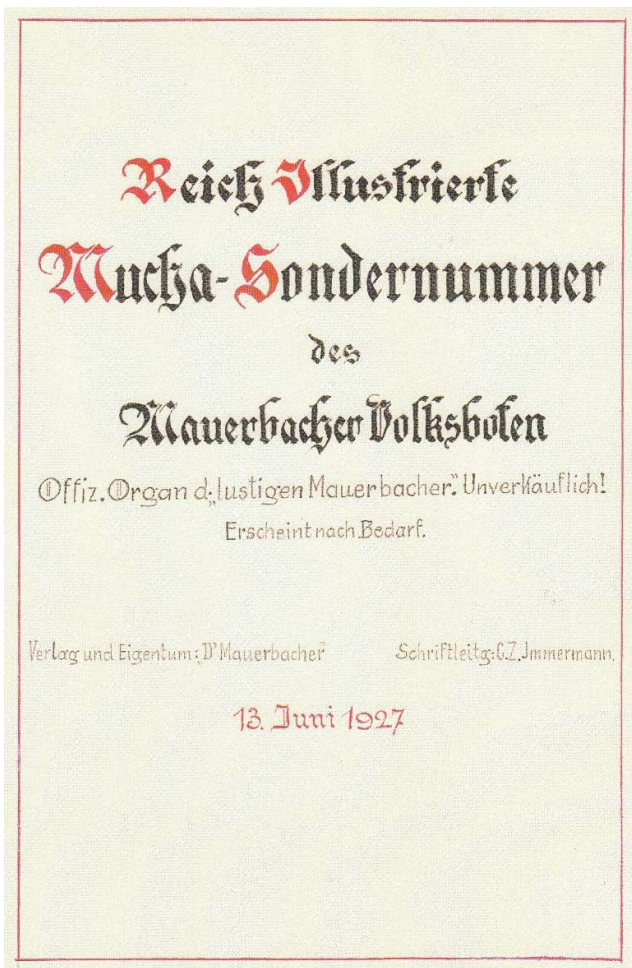 Reich Illustrierte
Mucha-Sondernummer
des
Mauerbacher Volksboten
Offiz. Organ d. „lustigen Mauerbacher.“ Unverkäuflich!
Erscheint nach Bedarf.
Verlag und Eigentum: „D' Mauerbacher“ Schriftleitg: C. Z. Jmmermann.
13. Juni 1927